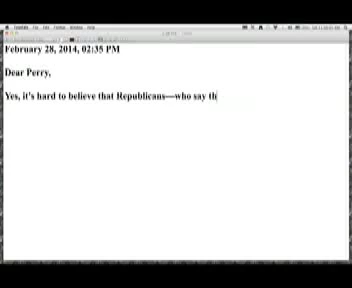 February 28, 2014, 02:35 PM
Dear Perry,
Yes, it's hard to believe that Republicans—who say th